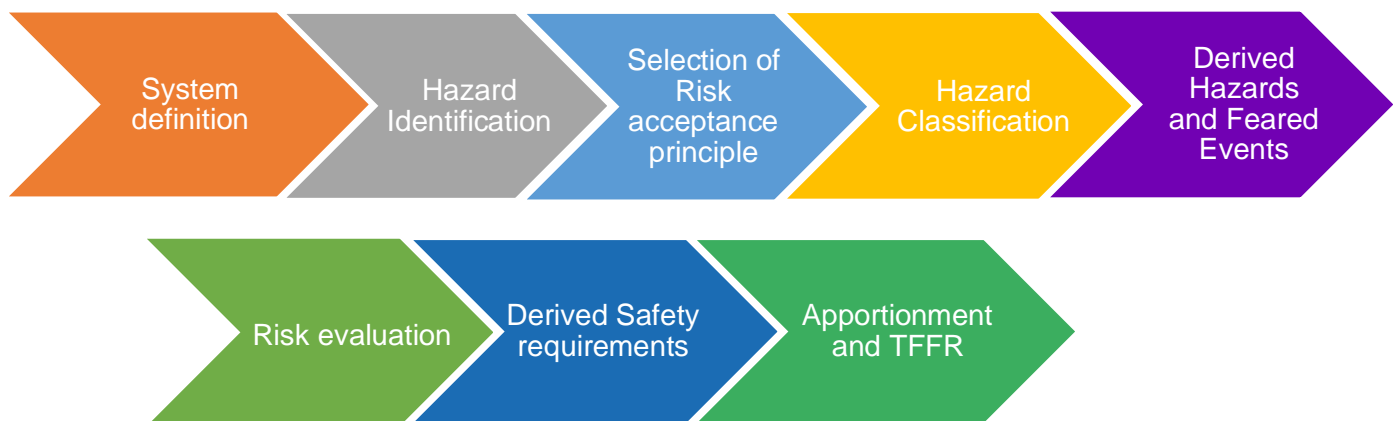 System
definition
Hazard
Identification
Selection of
Risk
acceptance
principle
Hazard
Classification
Derived
Hazards
and Feared
Events
Risk evaluation
Derived Safety
requirements
Apportionment
and TFFR